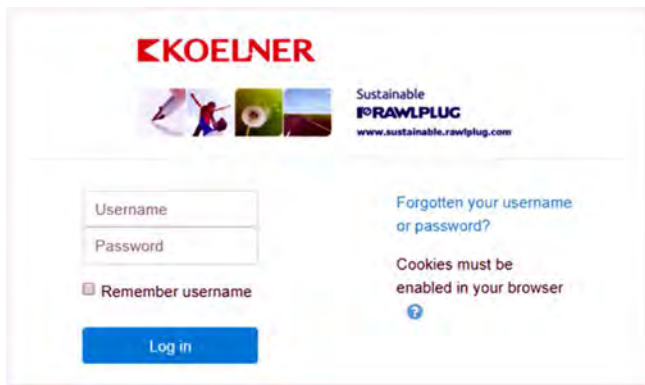 KOELNER
Sustainable
RAWLPLUG
www.sustainable.rawlplug.com
Username
Password
Remember username
Log in
Forgotten your username
or password?
Cookies must be
enabled in your browser
?